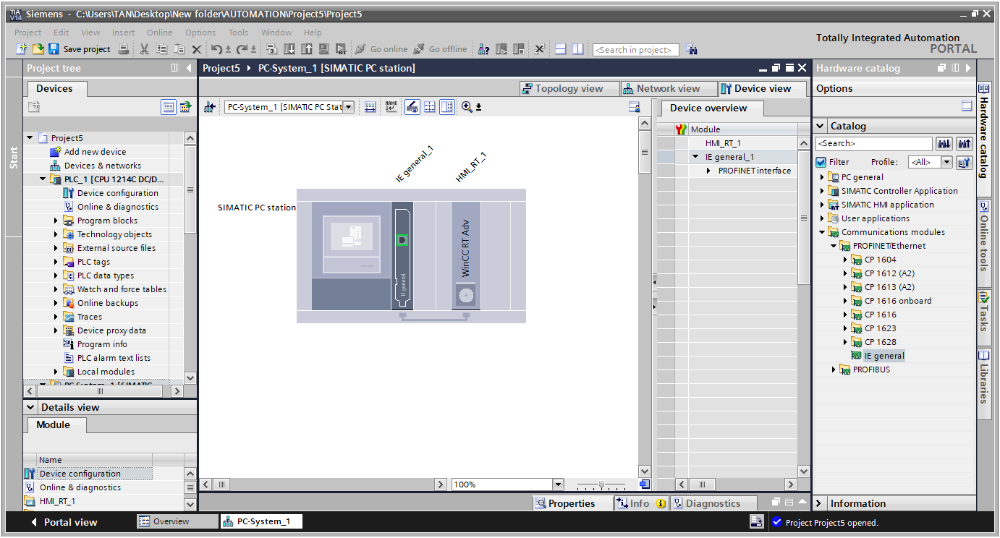 TIA
V14
Siemens - C:\Users\TAN\Desktop\New folder\AUTOMATION\Project5\Project5
Project Edit View Insert Online Options Tools Window Help
Totally Integrated Automation
PORTAL
Save project
Go online
Go offline
<Search in project>
Start
Project tree
Devices
Project5
Add new device
Devices & networks
PLC_1 [CPU 1214C DC/D...
Device configuration
Online & diagnostics
Program blocks
Technology objects
External source files
PLC tags
PLC data types
Watch and force tables
Online backups
Traces
Device proxy data
Program info
PLC alarm text lists
Local modules
PC-System_1 [SIMATIC
Details view
Module
Name
Device configuration
Online & diagnostics
HMI_RT_1
Project5 PC-System_1 [SIMATIC PC station]
Topology view
Network view
Device view
PC-System_1 [SIMATIC PC Stat
NAME
IE general_1
HMI_RT_1
SIMATIC PC station
IE general
WinCC RT Adv
100%
Device overview
Module
HMI_RT_1
IE general_1
PROFINET interface
Properties
Info
Diagnostics
Hardware catalog
Options
Catalog
<Search>
Filter
Profile:
<All>
PC general
SIMATIC Controller Application
SIMATIC HMI application
User applications
Communications modules
PROFINET/Ethernet
CP 1604
CP 1612 (A2)
CP 1613 (A2)
CP 1616 onboard
CP 1616
CP 1623
CP 1628
IE general
PROFIBUS
Information
Hardware catalog
Online tools
Tasks
Libraries
Portal view
Overview
PC-System_1
Project Project5 opened.